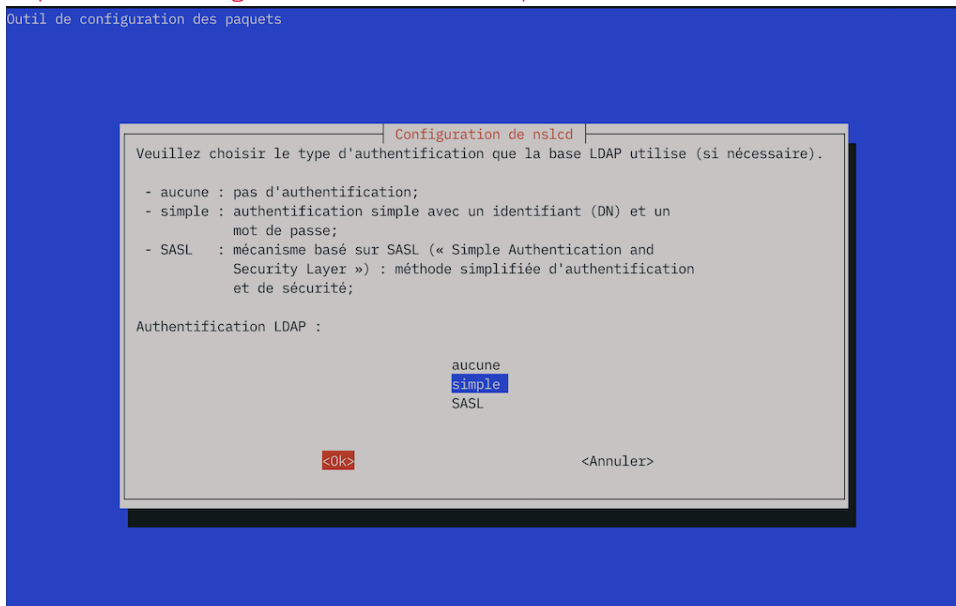 Outil de configuration des paquets
Configuration de nslcd
Veuillez choisir le type d'authentification que la base LDAP utilise (si nécessaire).
- aucune : pas d'authentification;
- simple : authentification simple avec un identifiant (DN) et un
mot de passe;
- SASL : mécanisme basé sur SASL (« Simple Authentication and
Security Layer ») : méthode simplifiée d'authentification
et de sécurité;
Authentification LDAP :
aucune
simple
SASL
<Ok> <Annuler>